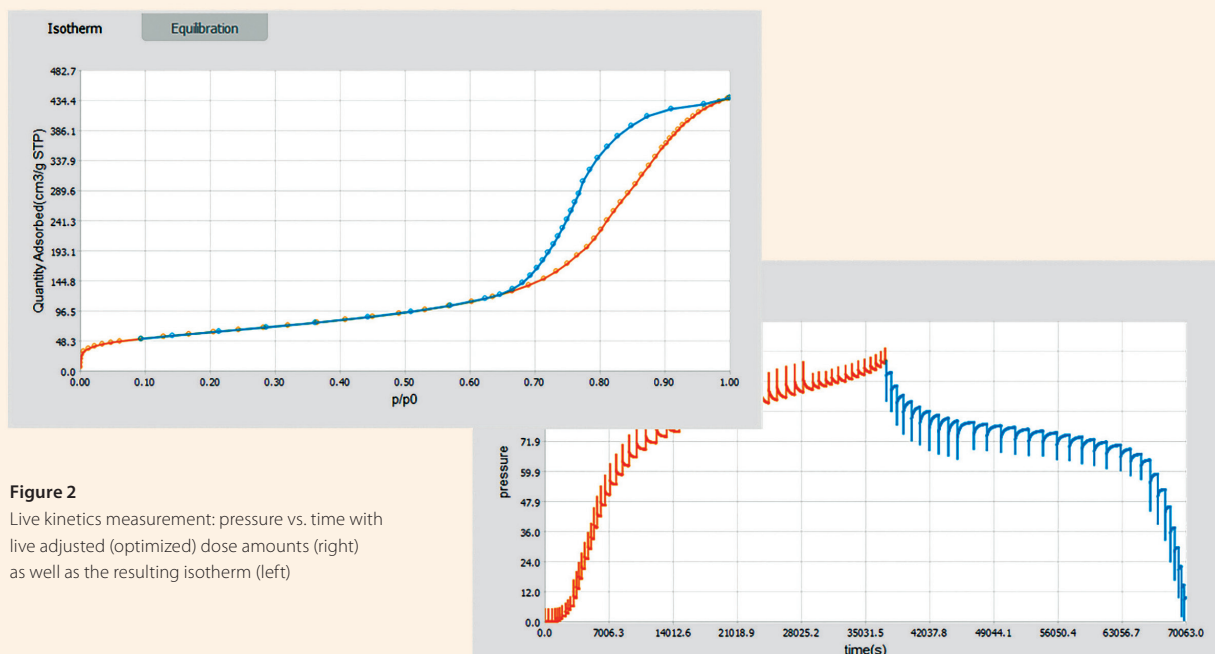 Isotherm
Equilibration
Quantity Adsorbed(cm3/g STP)
482.7
434.4
386.1
337.9
289.6
241.3
193.1
144.8
96.5
48.3
0.0
0.00 0.10 0.20 0.30 0.40 0.50 0.60 0.70 0.80 0.90 1.00
p/p0
pressure
71.9
59.9
47.9
36.0
24.0
12.0
0.0
0.0 7006.3 14012.6 21018.9 28025.2 35031.5 42037.8 49044.1 56050.4 63056.7 70063.0
time(s)
Figure 2
Live kinetics measurement: pressure vs. time with
live adjusted (optimized) dose amounts (right)
as well as the resulting isotherm (left)